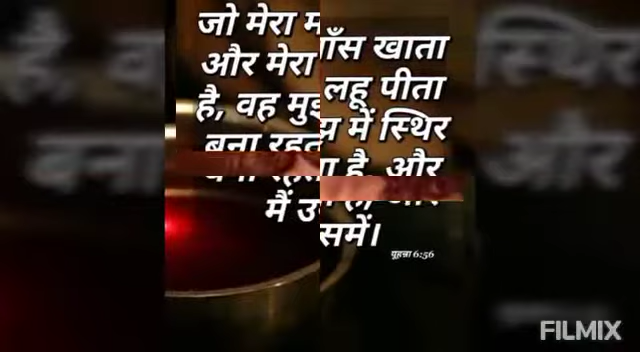 जो मेरा माँस खाता
और मेरा लहू पीता
है, वह मुझ में स्थिर
बना रहता है, और
मैं उसमें।
यूहन्ना 6:56
FILMIX